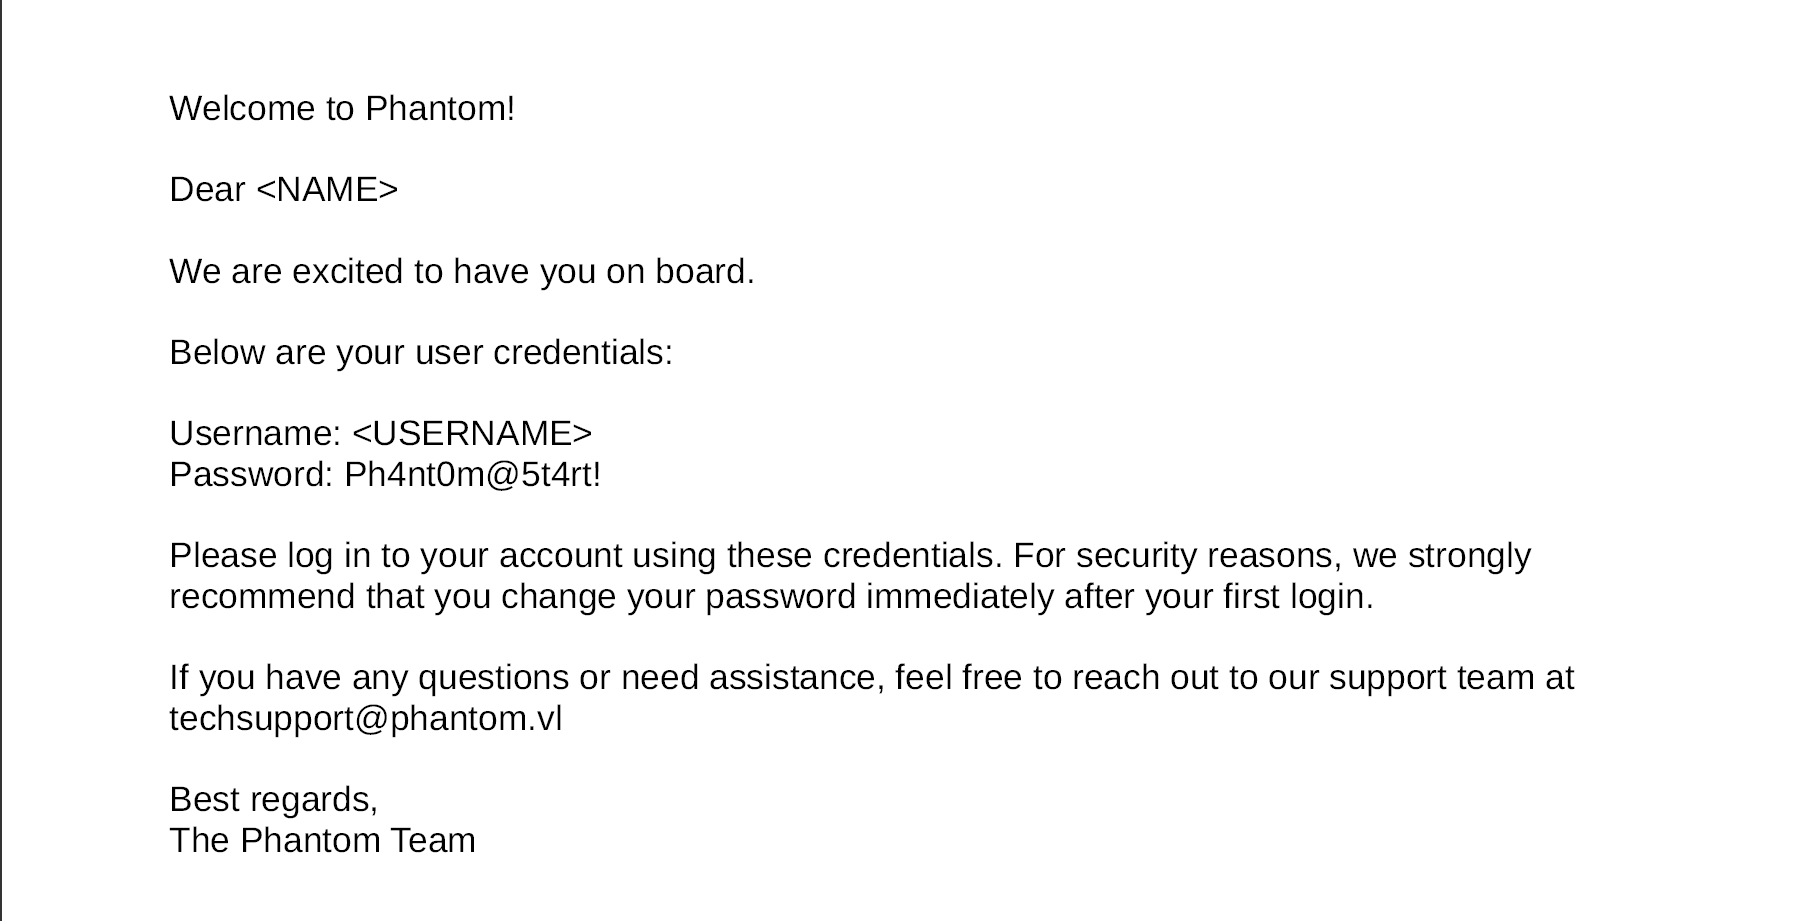 Welcome to Phantom!
Dear <NAME>
We are excited to have you on board.
Below are your user credentials:
Username: <USERNAME>
Password: Ph4nt0m@5t4rt!
Please log in to your account using these credentials. For security reasons, we strongly
recommend that you change your password immediately after your first login.
If you have any questions or need assistance, feel free to reach out to our support team at
techsupport@phantom.vl
Best regards,
The Phantom Team